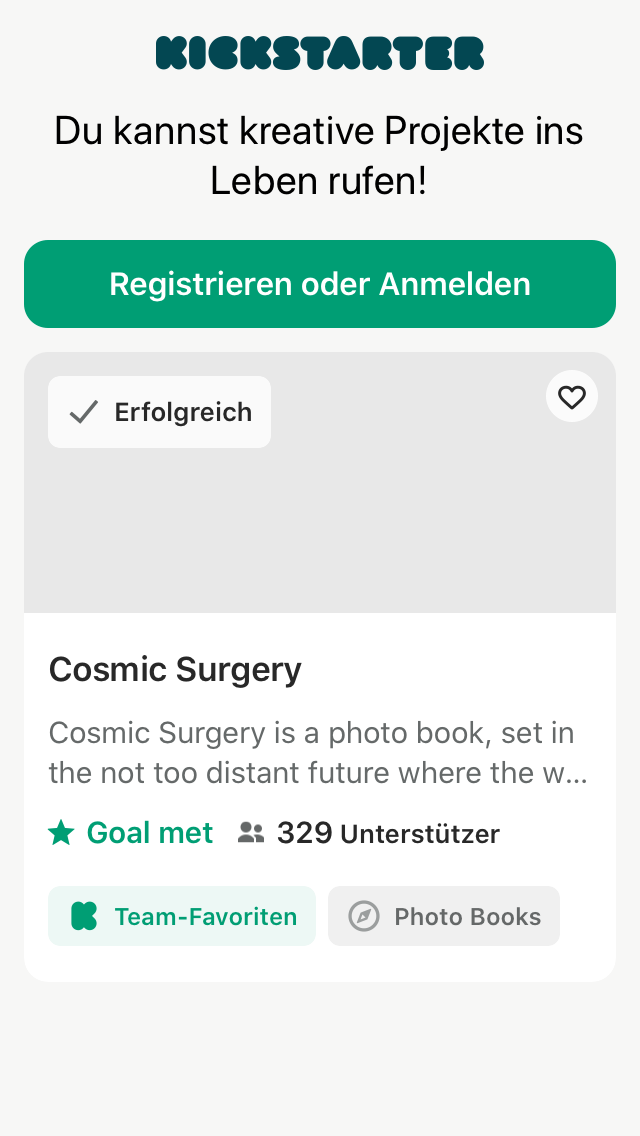 KICKSTARTER
Du kannst kreative Projekte ins
Leben rufen!
Registrieren oder Anmelden
Erfolgreich
Cosmic Surgery
Cosmic Surgery is a photo book, set in
the not too distant future where the w...
Goal met 329 Unterstützer
Team-Favoriten Photo Books